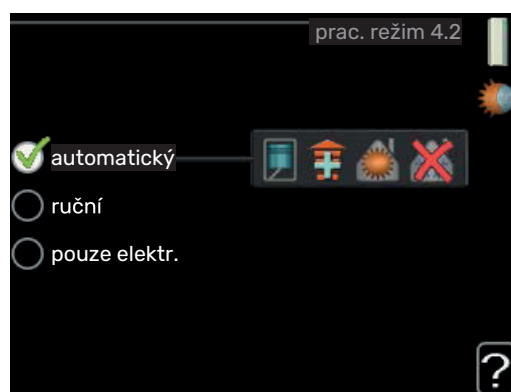 prac. režim 4.2
automatický
ruční
pouze elektr.
?